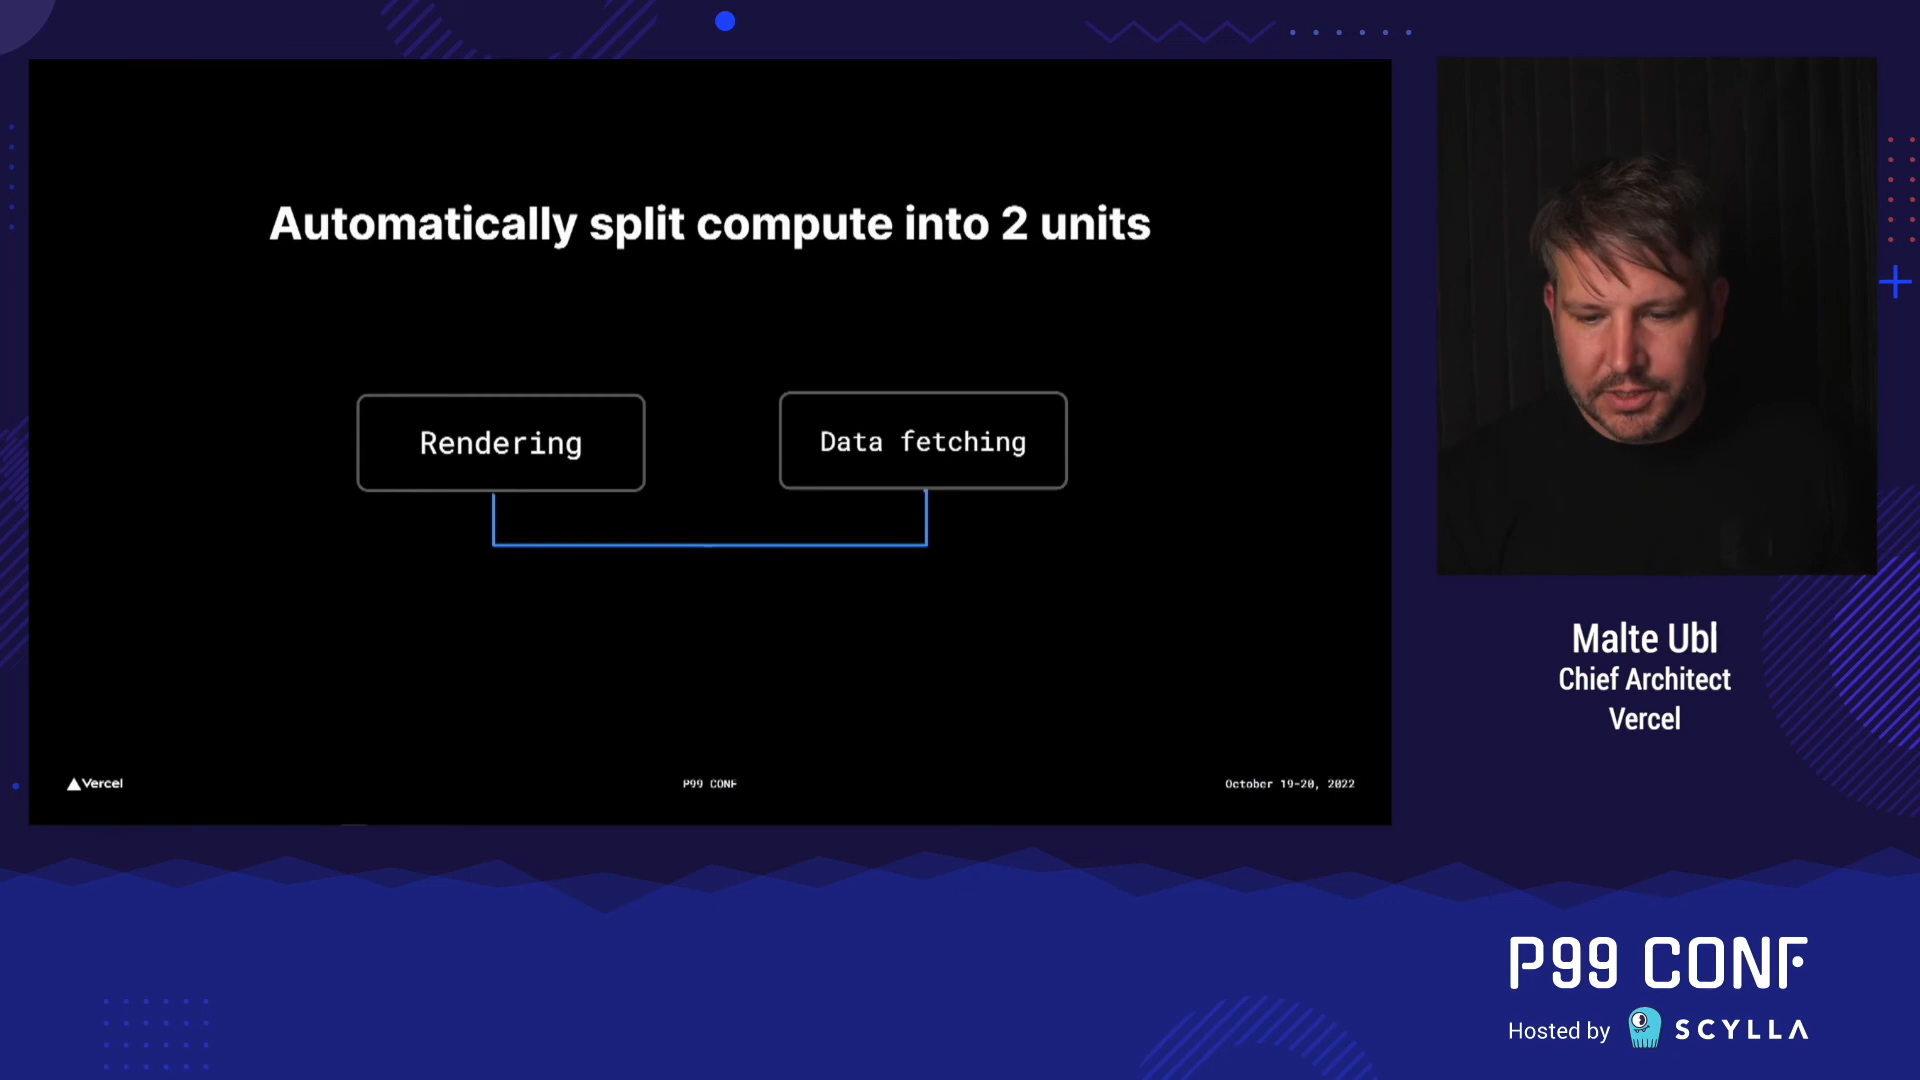 Automatically split compute into 2 units
Rendering
Data fetching
Vercel
P99 CONF
October 19-20, 2022
Malte Ubl
Chief Architect
Vercel
P99 CONF
Hosted by SCYLLA